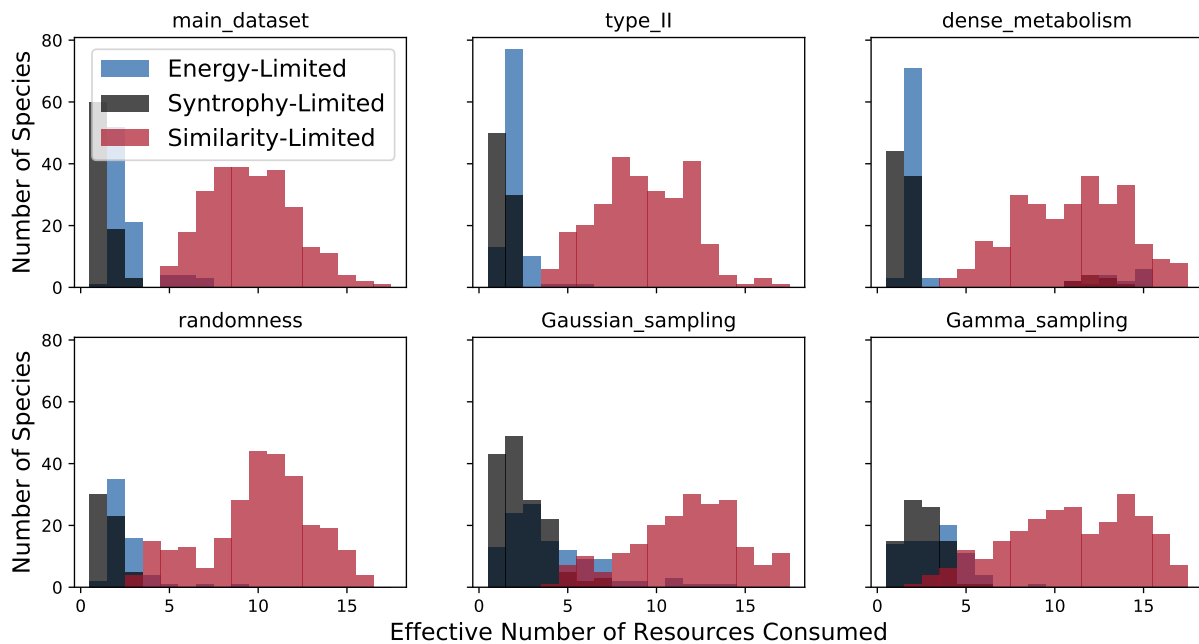 main_dataset
type_II
dense_metabolism
Number of Species
80
60
40
20
0
Energy-Limited
Syntrophy-Limited
Similarity-Limited
randomness
Gaussian_sampling
Gamma_sampling
Number of Species
80
60
40
20
0
0 5 10 15
0 5 10 15
0 5 10 15
Effective Number of Resources Consumed